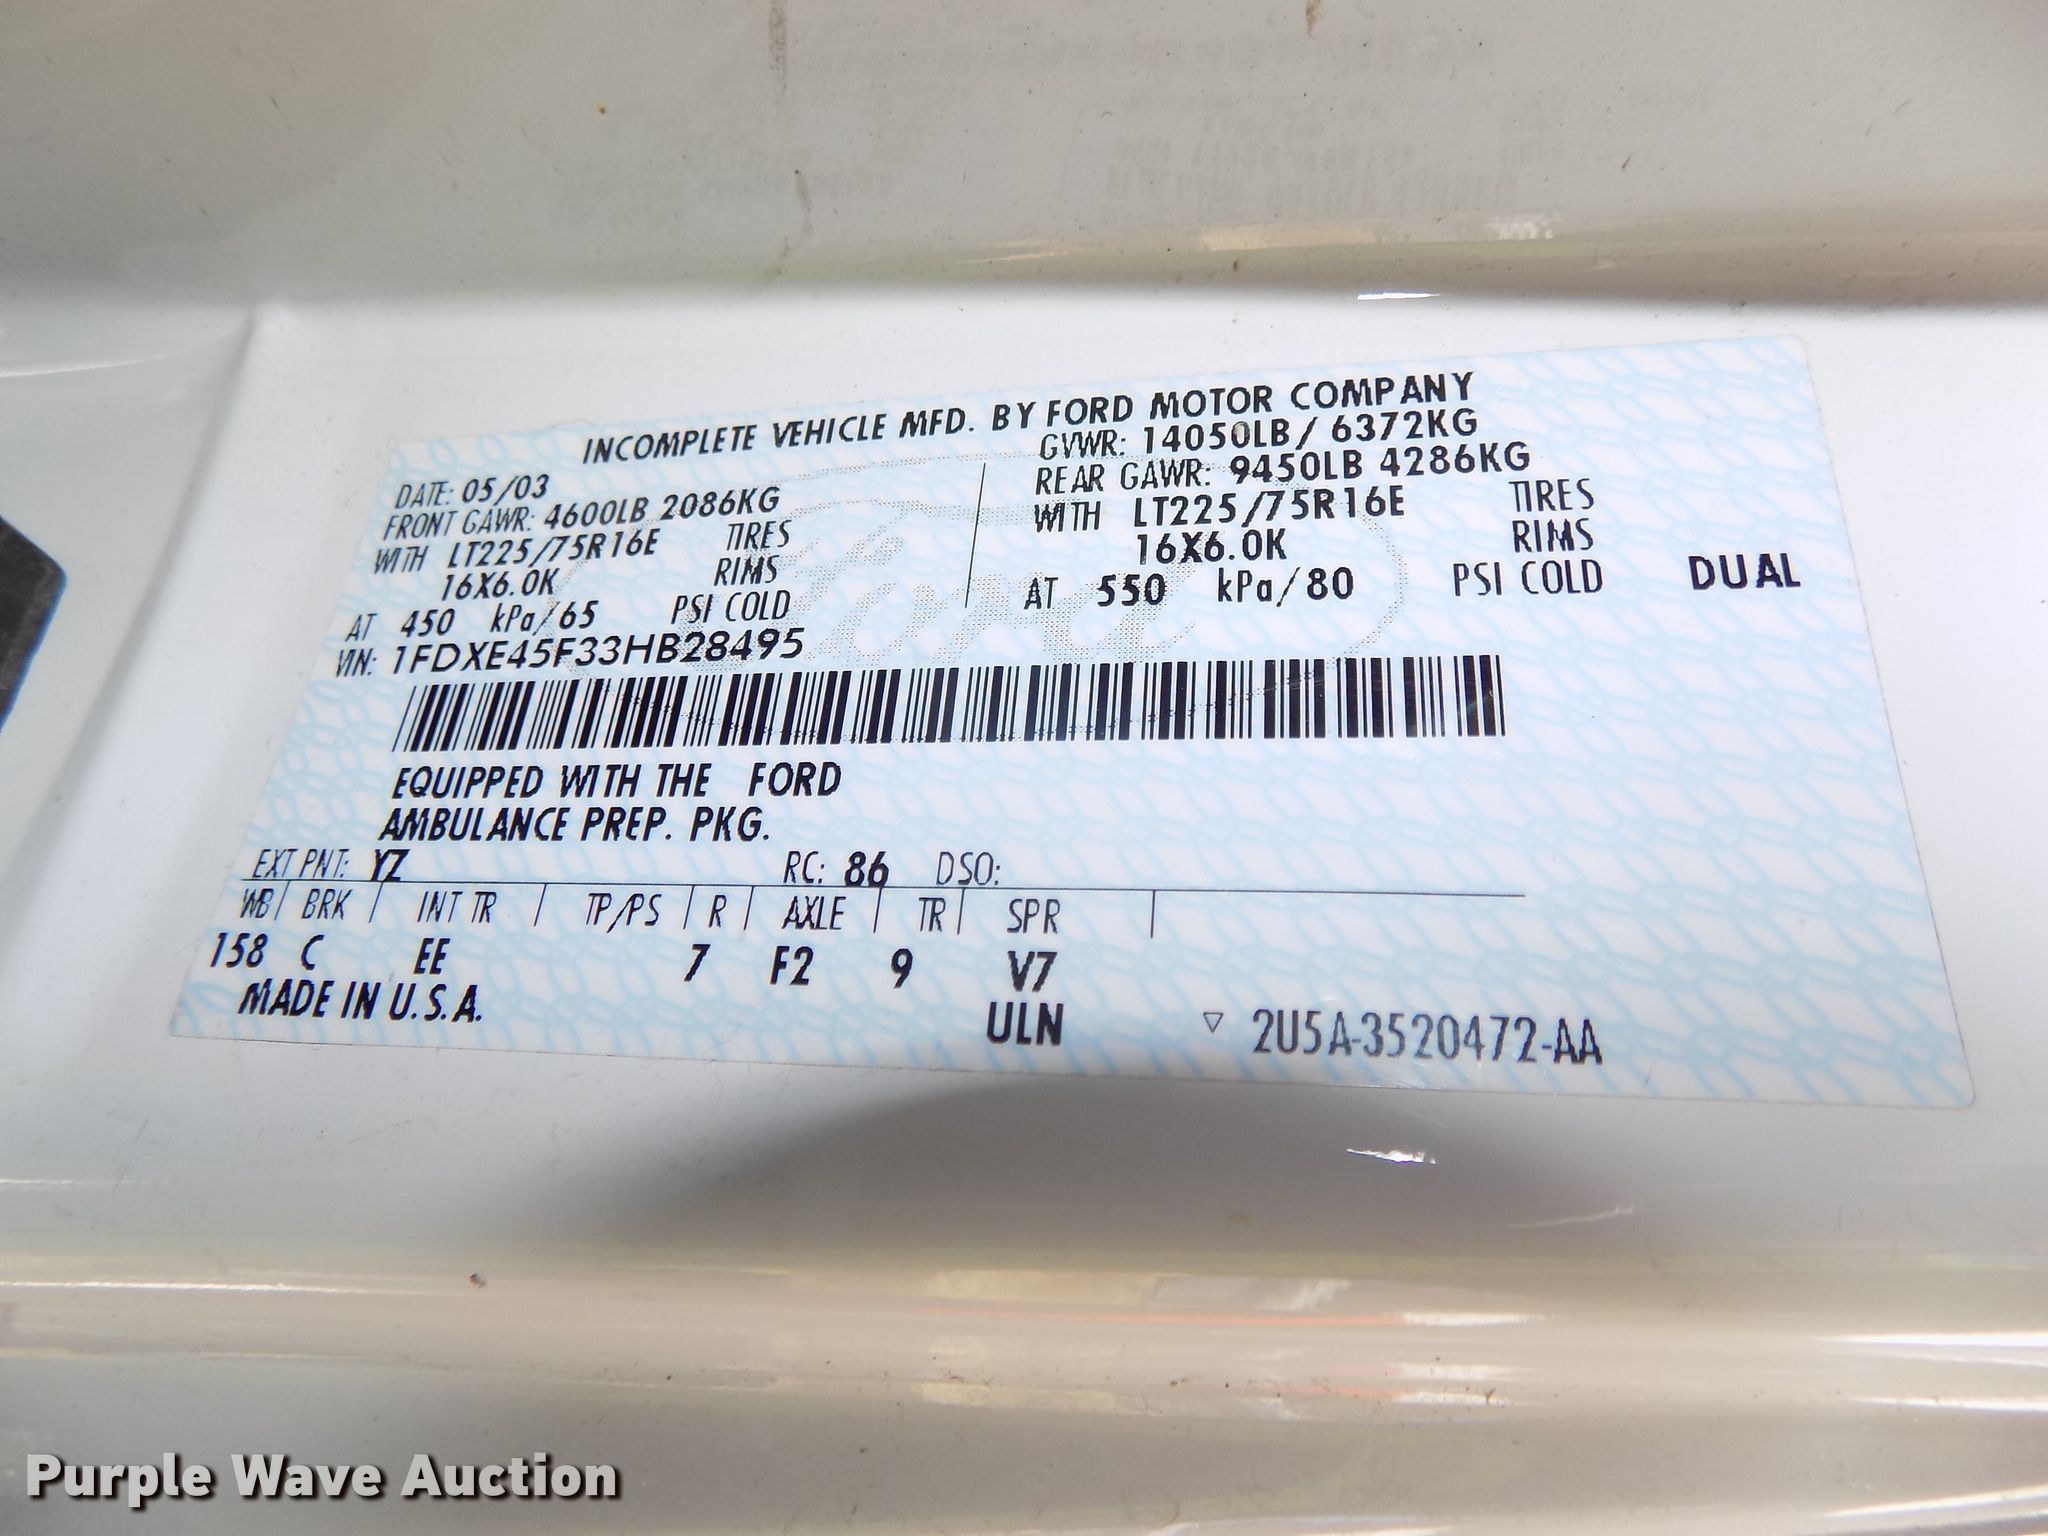 INCOMPLETE VEHICLE MFD. BY FORD MOTOR COMPANY
DATE: 05/03
GVWR: 14050LB/ 6372KG
FRONT GAWR: 4600LB 2086KG
REAR GAWR: 9450LB 4286KG
WITH LT225/75R16E TIRES
WITH LT225/75R16E TIRES
16X6.0K RIMS
16X6.0K RIMS
AT 450 kPa/65 PSI COLD
AT 550 kPa/80 PSI COLD DUAL
VIN: 1FDXE45F33HB28495
Ford
EQUIPPED WITH THE FORD
AMBULANCE PREP. PKG.
EXT PNT: YZ RC: 86 DSO:
WB BRK INT TR TP/PS R AXLE TR SPR
158 C EE 7 F2 9 V7
MADE IN U.S.A. ULN
▽ 2U5A-3520472-AA
Purple Wave Auction